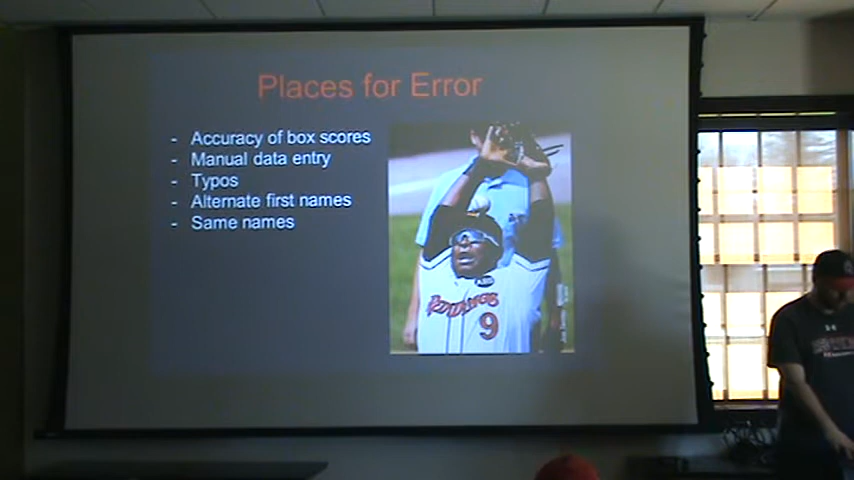 Places for Error
- Accuracy of box scores
- Manual data entry
- Typos
- Alternate first names
- Same names
9